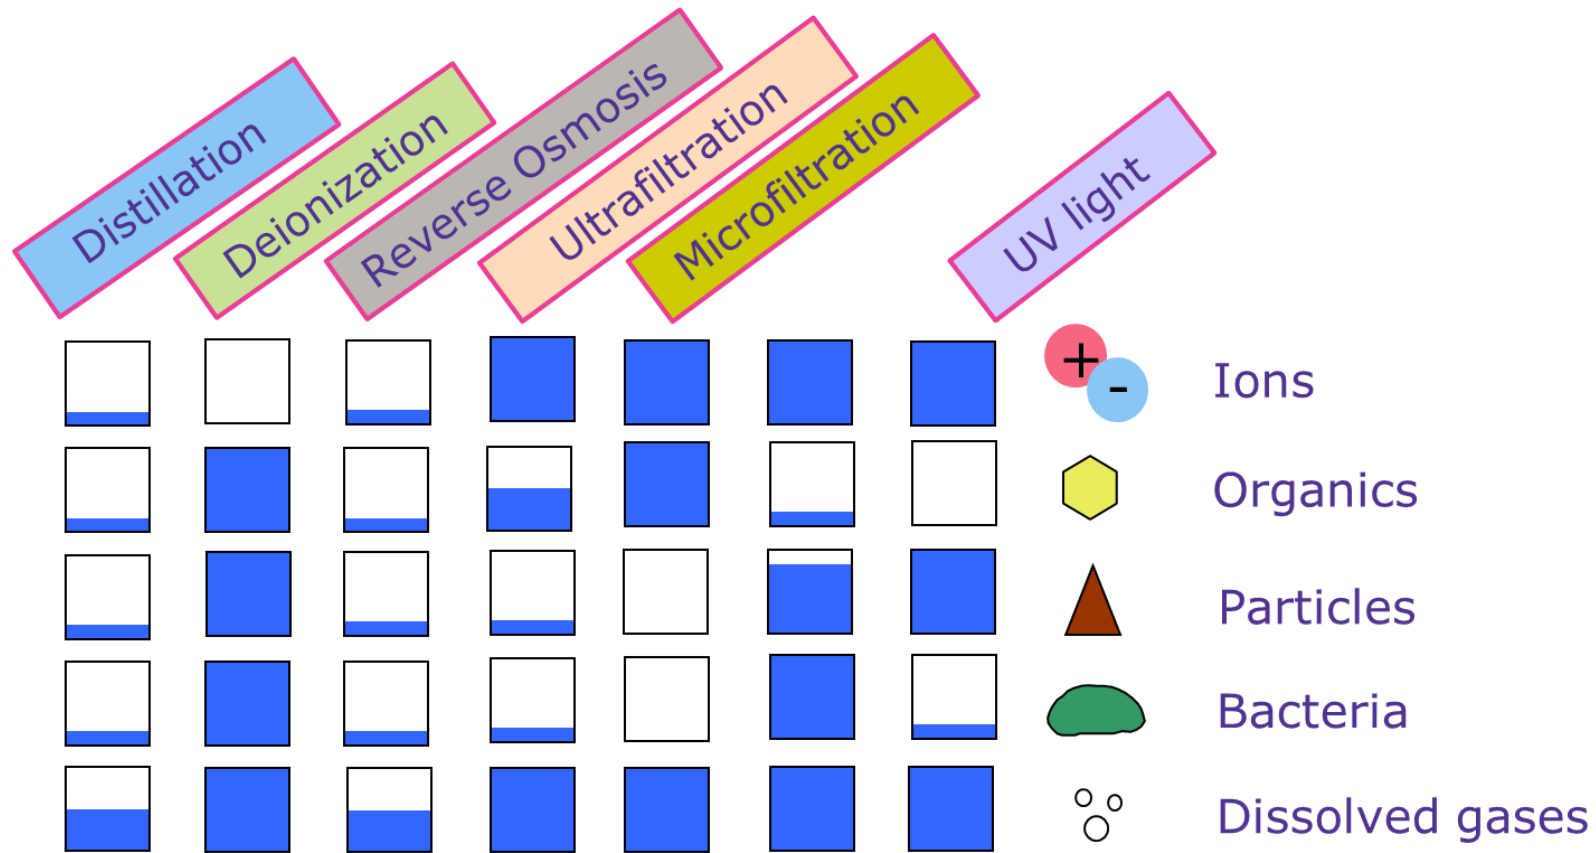 Distillation
Deionization
Reverse Osmosis
Ultrafiltration
Microfiltration
UV light
+
-
Ions
Organics
Particles
Bacteria
Dissolved gases